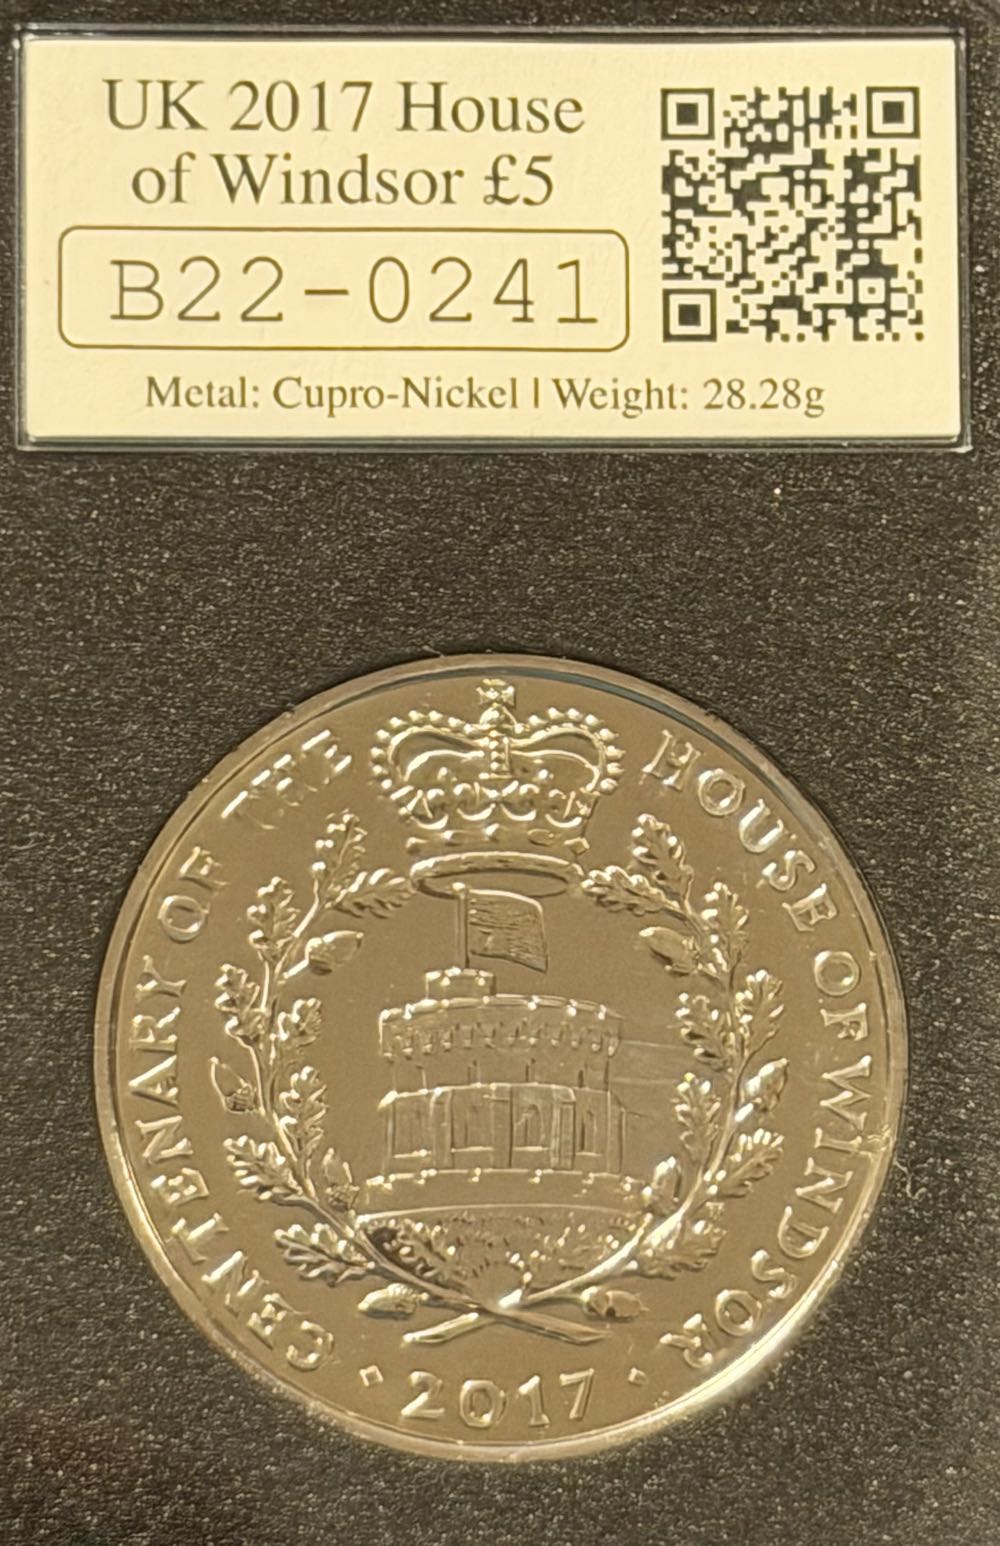 UK 2017 House
of Windsor £5
B22-0241
Metal: Cupro-Nickel | Weight: 28.28g
CENTENARY OF THE HOUSE OF WINDSOR
· 2017 ·